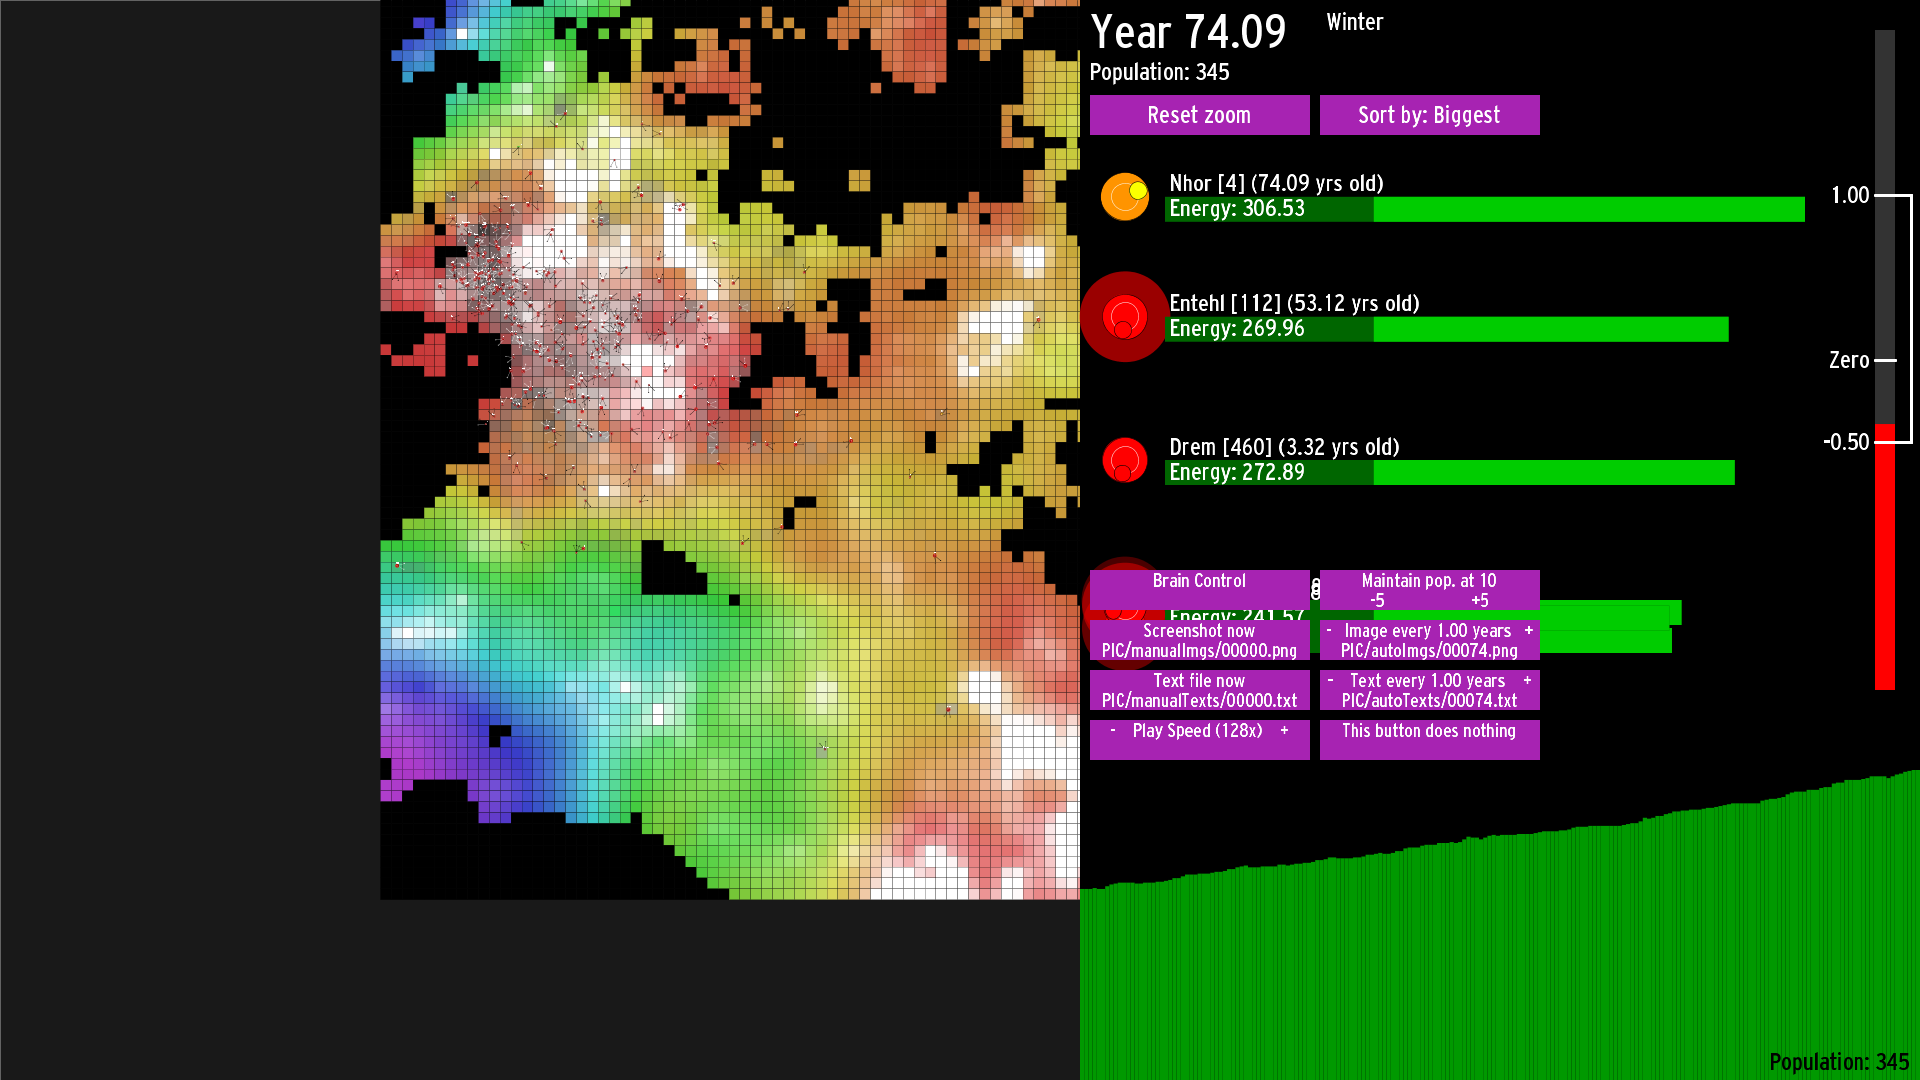 Year 74.09
Winter
Population: 345
Reset zoom
Sort by: Biggest
Nhor [4] (74.09 yrs old)
Energy: 306.53
Entehl [112] (53.12 yrs old)
Energy: 269.96
Drem [460] (3.32 yrs old)
Energy: 272.89
1.00
Zero
-0.50
Brain Control
Maintain pop. at 10
-5 +5
Energy: 241.57
Screenshot now
PIC/manualImgs/00000.png
- Image every 1.00 years +
PIC/autoImgs/00074.png
Text file now
PIC/manualTexts/00000.txt
- Text every 1.00 years +
PIC/autoTexts/00074.txt
- Play Speed (128x) +
This button does nothing
Population: 345